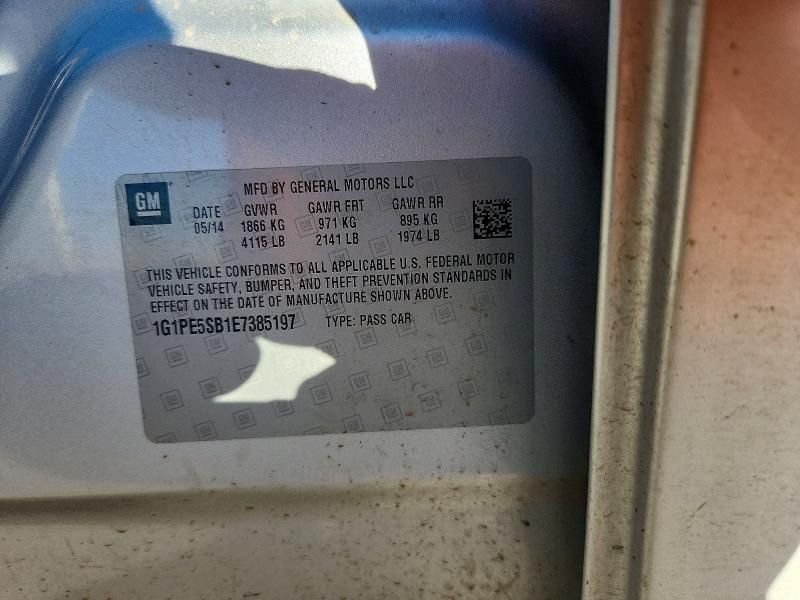 GM
MFD BY GENERAL MOTORS LLC
DATE GVWR GAWR FRT GAWR RR
05/14 1866 KG 971 KG 895 KG
4115 LB 2141 LB 1974 LB
THIS VEHICLE CONFORMS TO ALL APPLICABLE U.S. FEDERAL MOTOR
VEHICLE SAFETY, BUMPER, AND THEFT PREVENTION STANDARDS IN
EFFECT ON THE DATE OF MANUFACTURE SHOWN ABOVE.
1G1PE5SB1E7385197 TYPE: PASS CAR